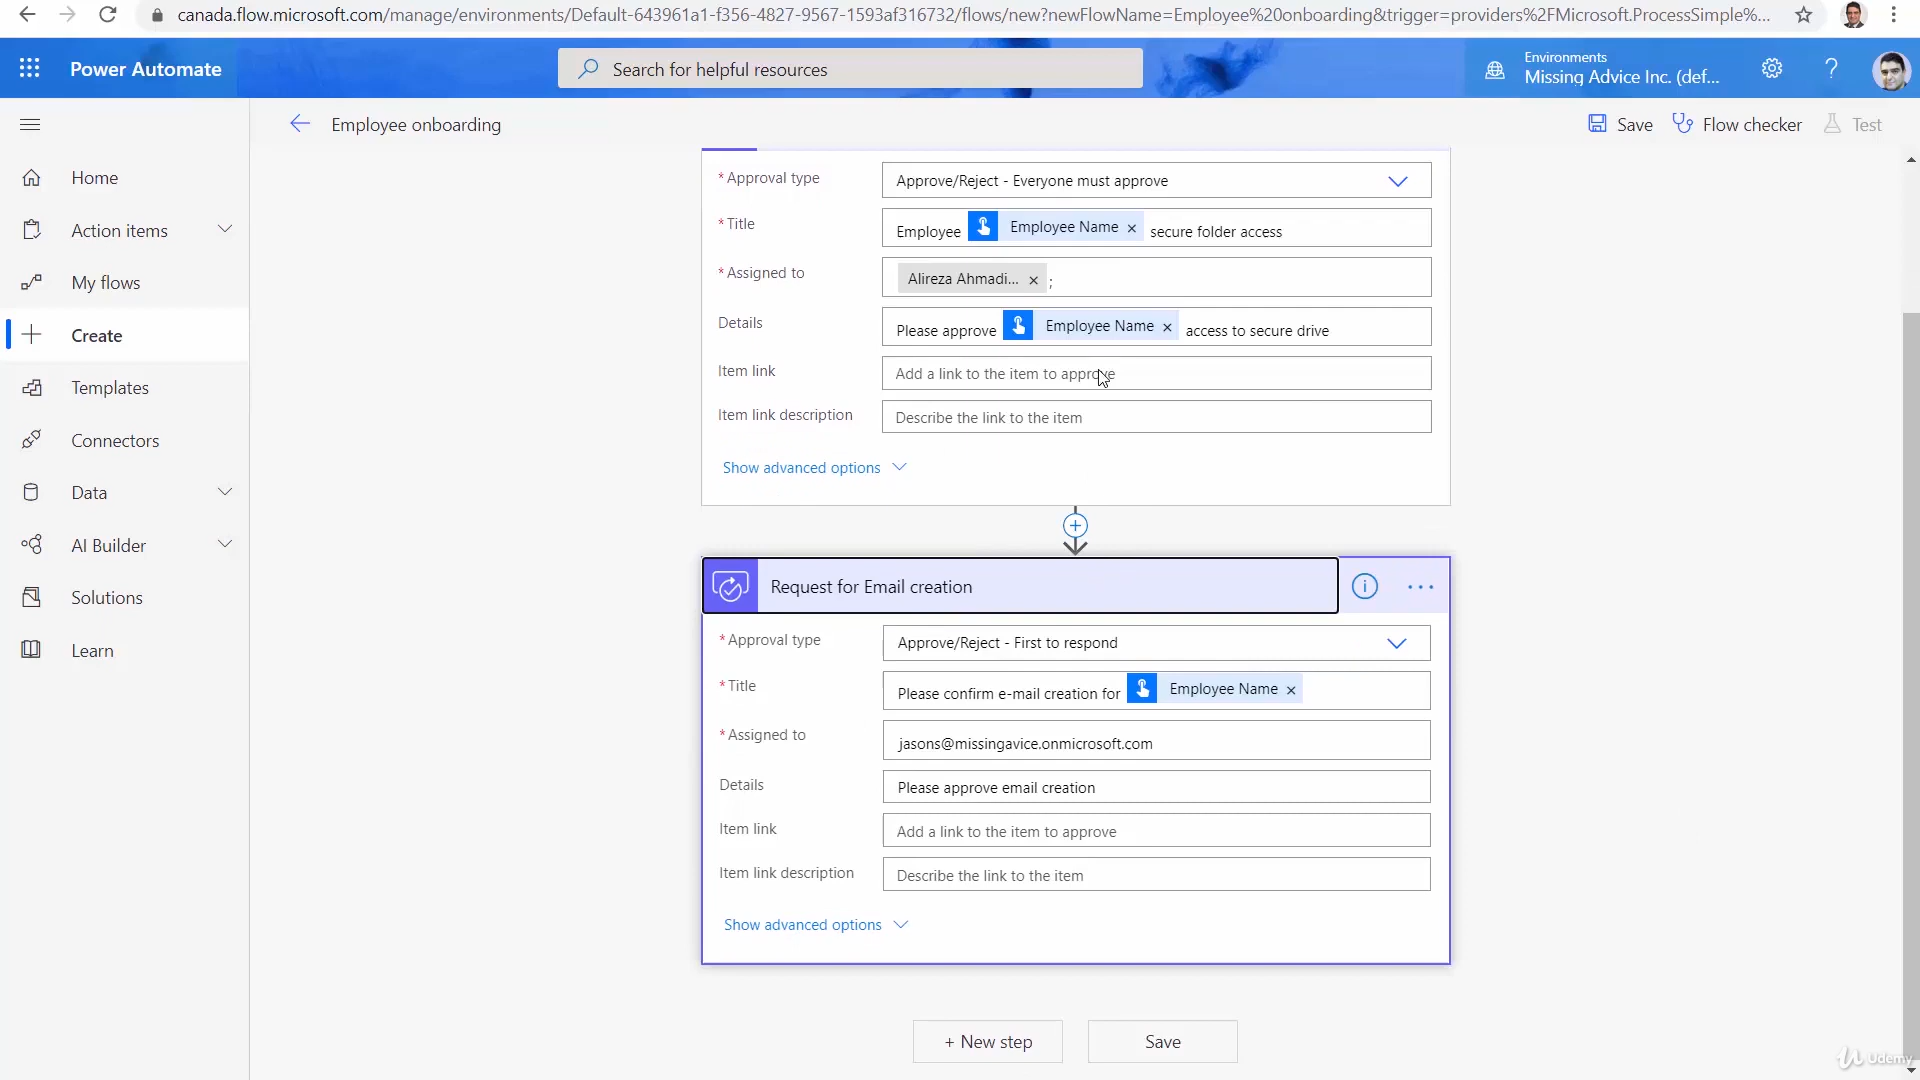 canada.flow.microsoft.com/manage/environments/Default-643961a1-f356-4827-9567-1593af316732/flows/new?newFlowName=Employee%20onboarding&trigger=providers%2FMicrosoft.ProcessSimple%...
Power Automate
Search for helpful resources
Environments
Missing Advice Inc. (def...
Employee onboarding
Save
Flow checker
Test
Home
Action items
My flows
Create
Templates
Connectors
Data
AI Builder
Solutions
Learn
* Approval type
Approve/Reject - Everyone must approve
* Title
Employee Employee Name × secure folder access
* Assigned to
Alireza Ahmadi... × ;
Details
Please approve Employee Name × access to secure drive
Item link
Add a link to the item to approve
Item link description
Describe the link to the item
Show advanced options
Request for Email creation
* Approval type
Approve/Reject - First to respond
* Title
Please confirm e-mail creation for Employee Name ×
* Assigned to
jasons@missingavice.onmicrosoft.com
Details
Please approve email creation
Item link
Add a link to the item to approve
Item link description
Describe the link to the item
Show advanced options
+ New step
Save
Udemy